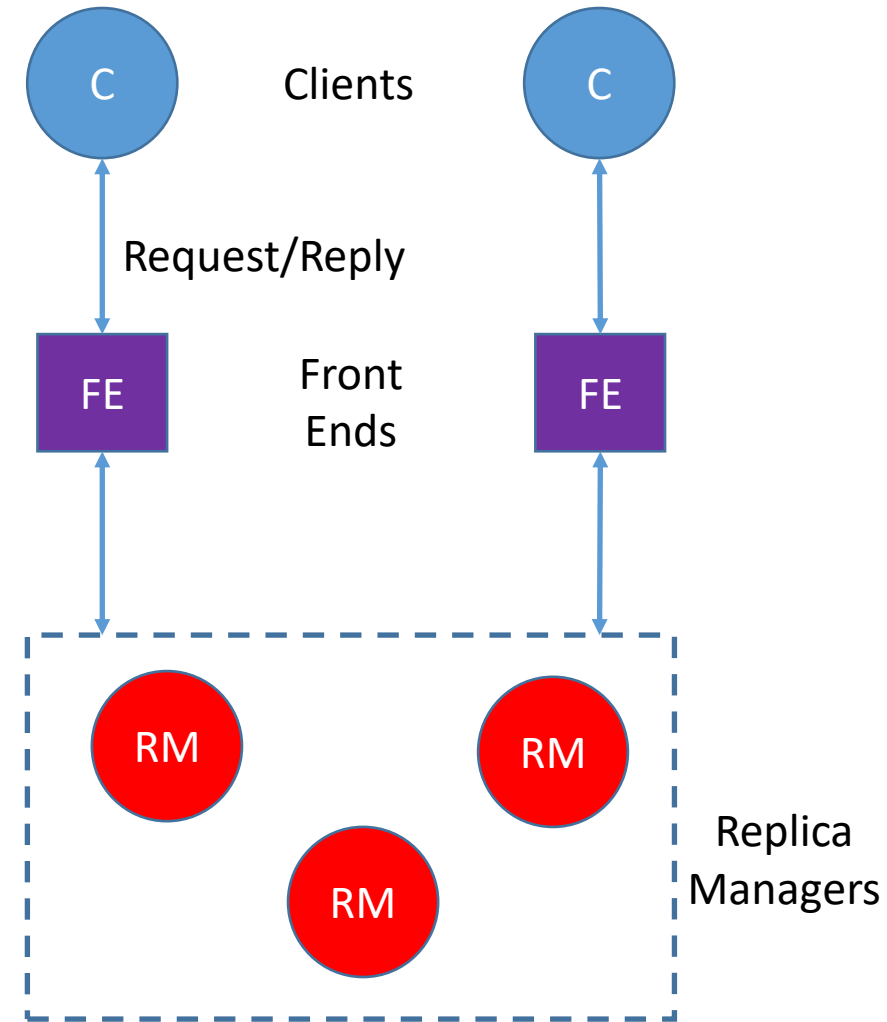 C
Clients
C
Request/Reply
FE
Front
Ends
FE
RM
RM
RM
Replica
Managers